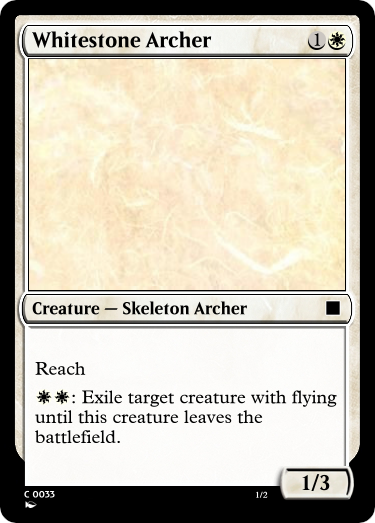 Whitestone Archer 1
Creature — Skeleton Archer
Reach
: Exile target creature with flying
until this creature leaves the
battlefield.
1/3
C 0033
1/2